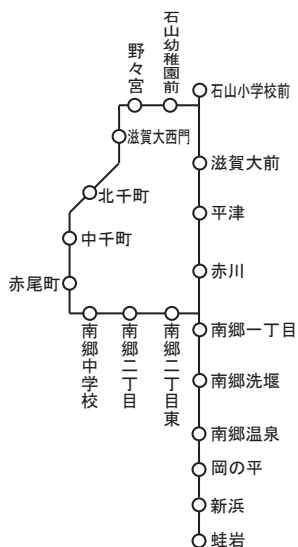 石山幼稚園前
野々宮
石山小学校前
滋賀大西門
滋賀大前
北千町
平津
中千町
赤川
赤尾町
南郷中学校
南郷二丁目
南郷二丁目東
南郷一丁目
南郷洗堰
南郷温泉
岡の平
新浜
蛙岩